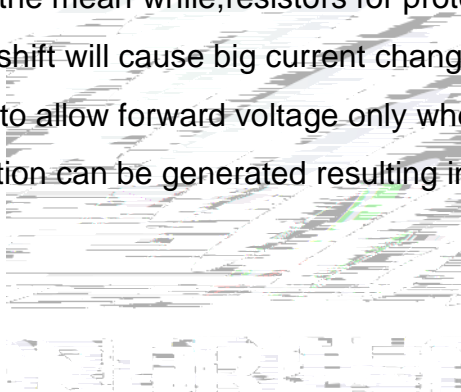 the mean while,resistors for prote
shift will cause big current chang
to allow forward voltage only whe
tion can be generated resulting in